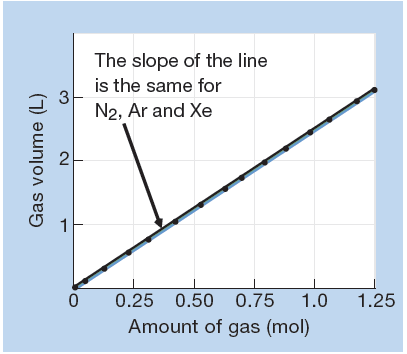 The slope of the line
is the same for
N₂, Ar and Xe
Gas volume (L)
3
2
1
0 0.25 0.50 0.75 1.0 1.25
Amount of gas (mol)